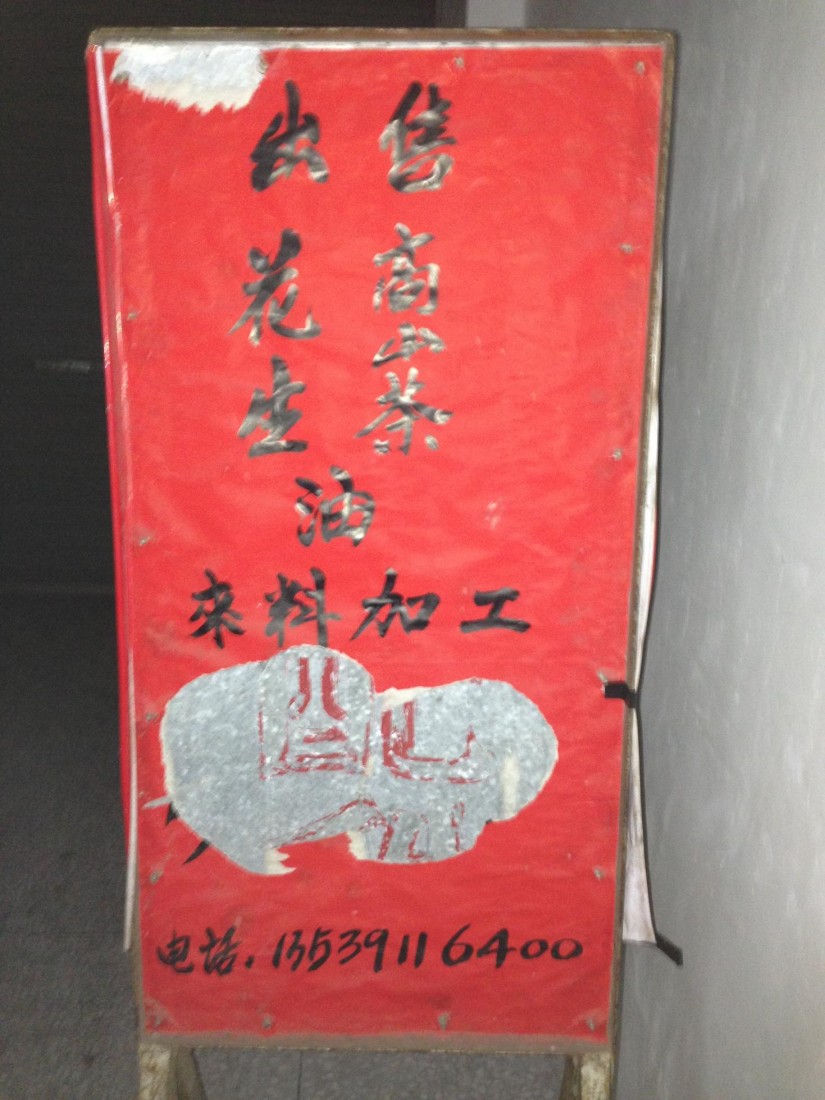 出售
花生油
高山茶
来料加工
电话.13539116400